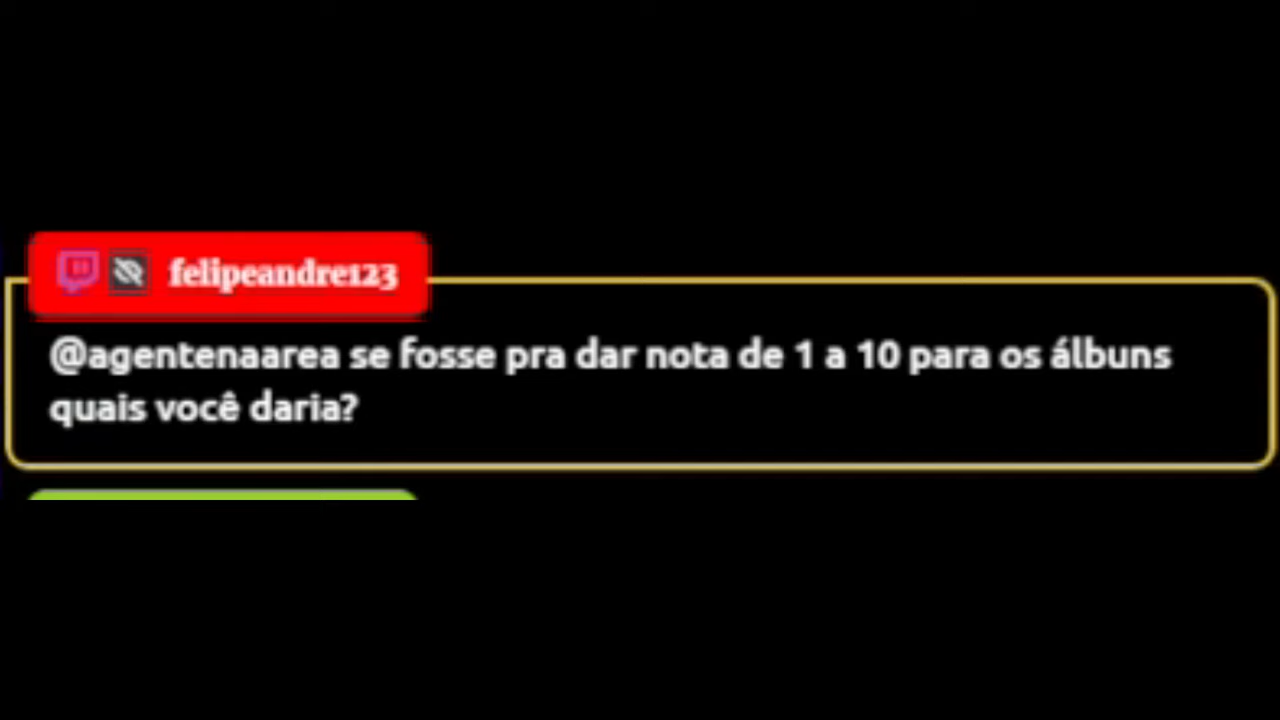 felipeandre123
@agentenaarea se fosse pra dar nota de 1 a 10 para os álbuns
quais você daria?